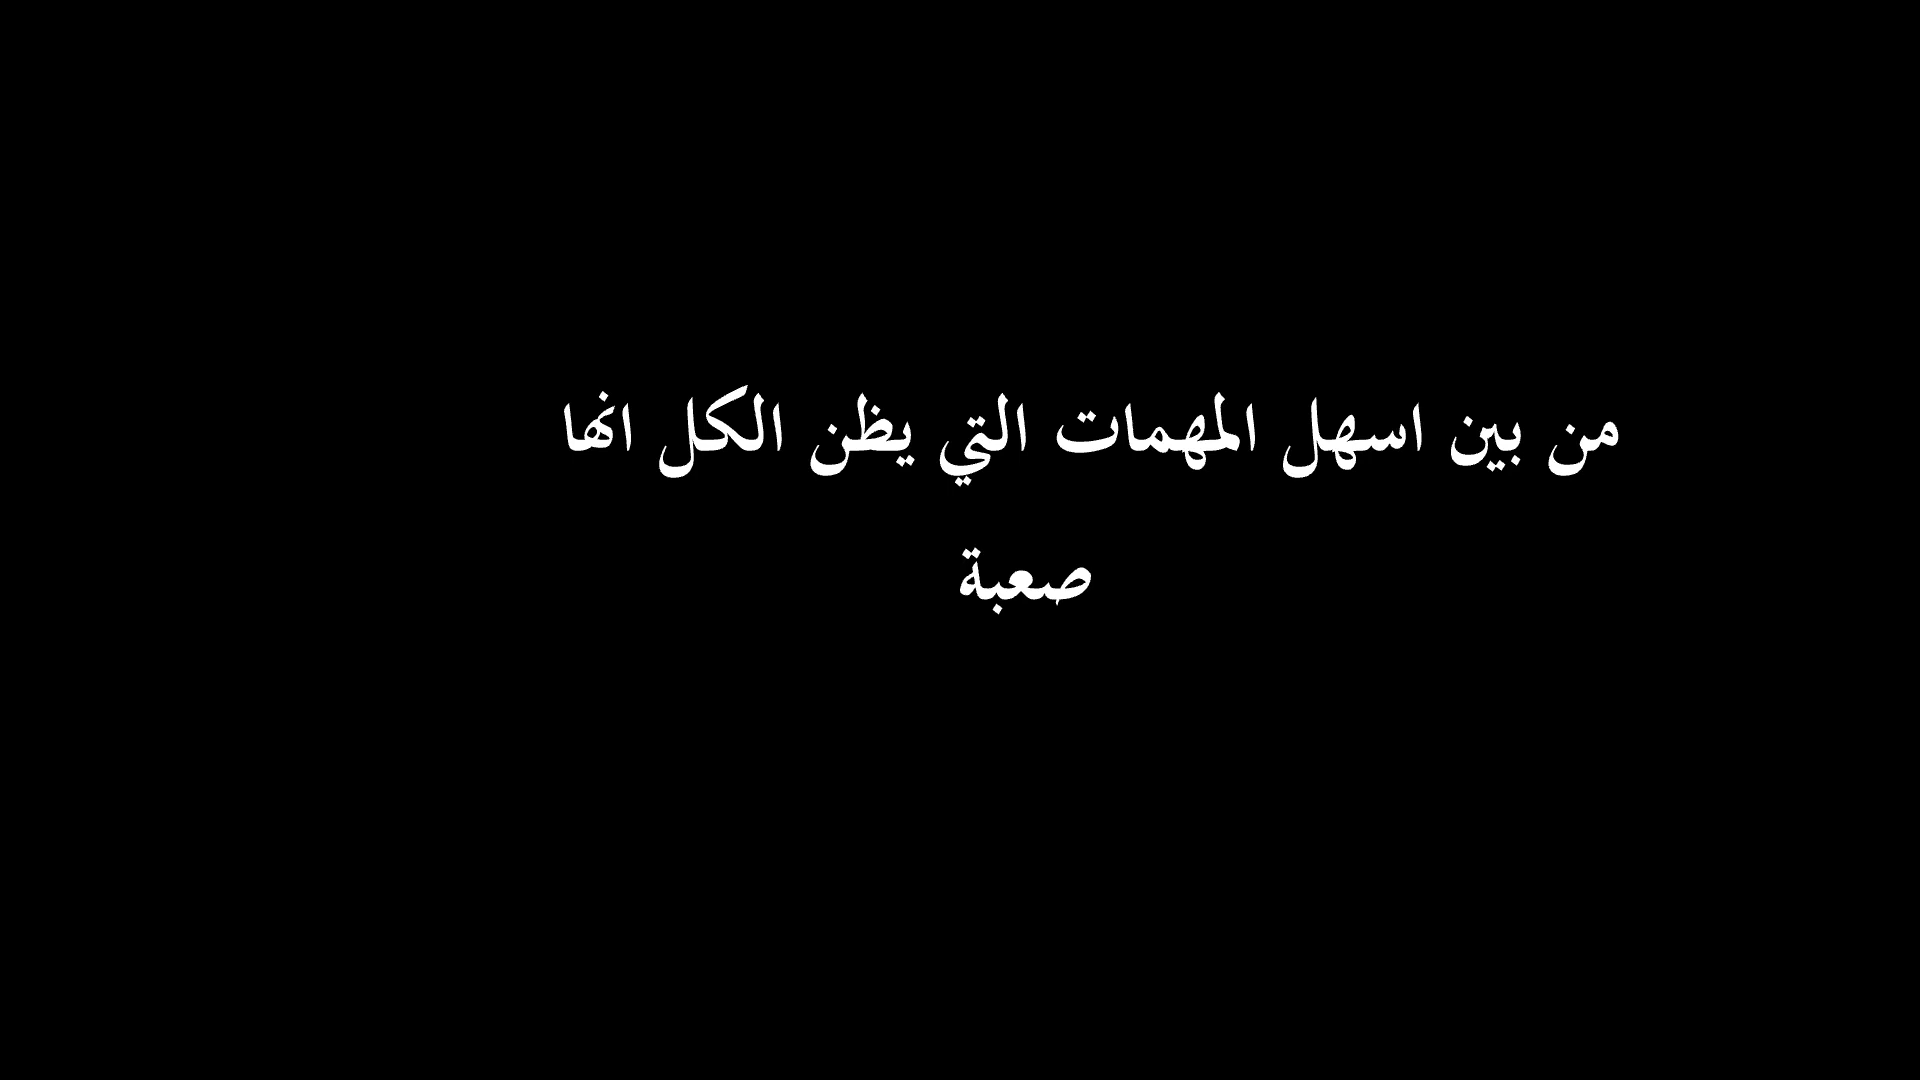 من بين اسهل المهمات التي يظن الكل انها
صعبة